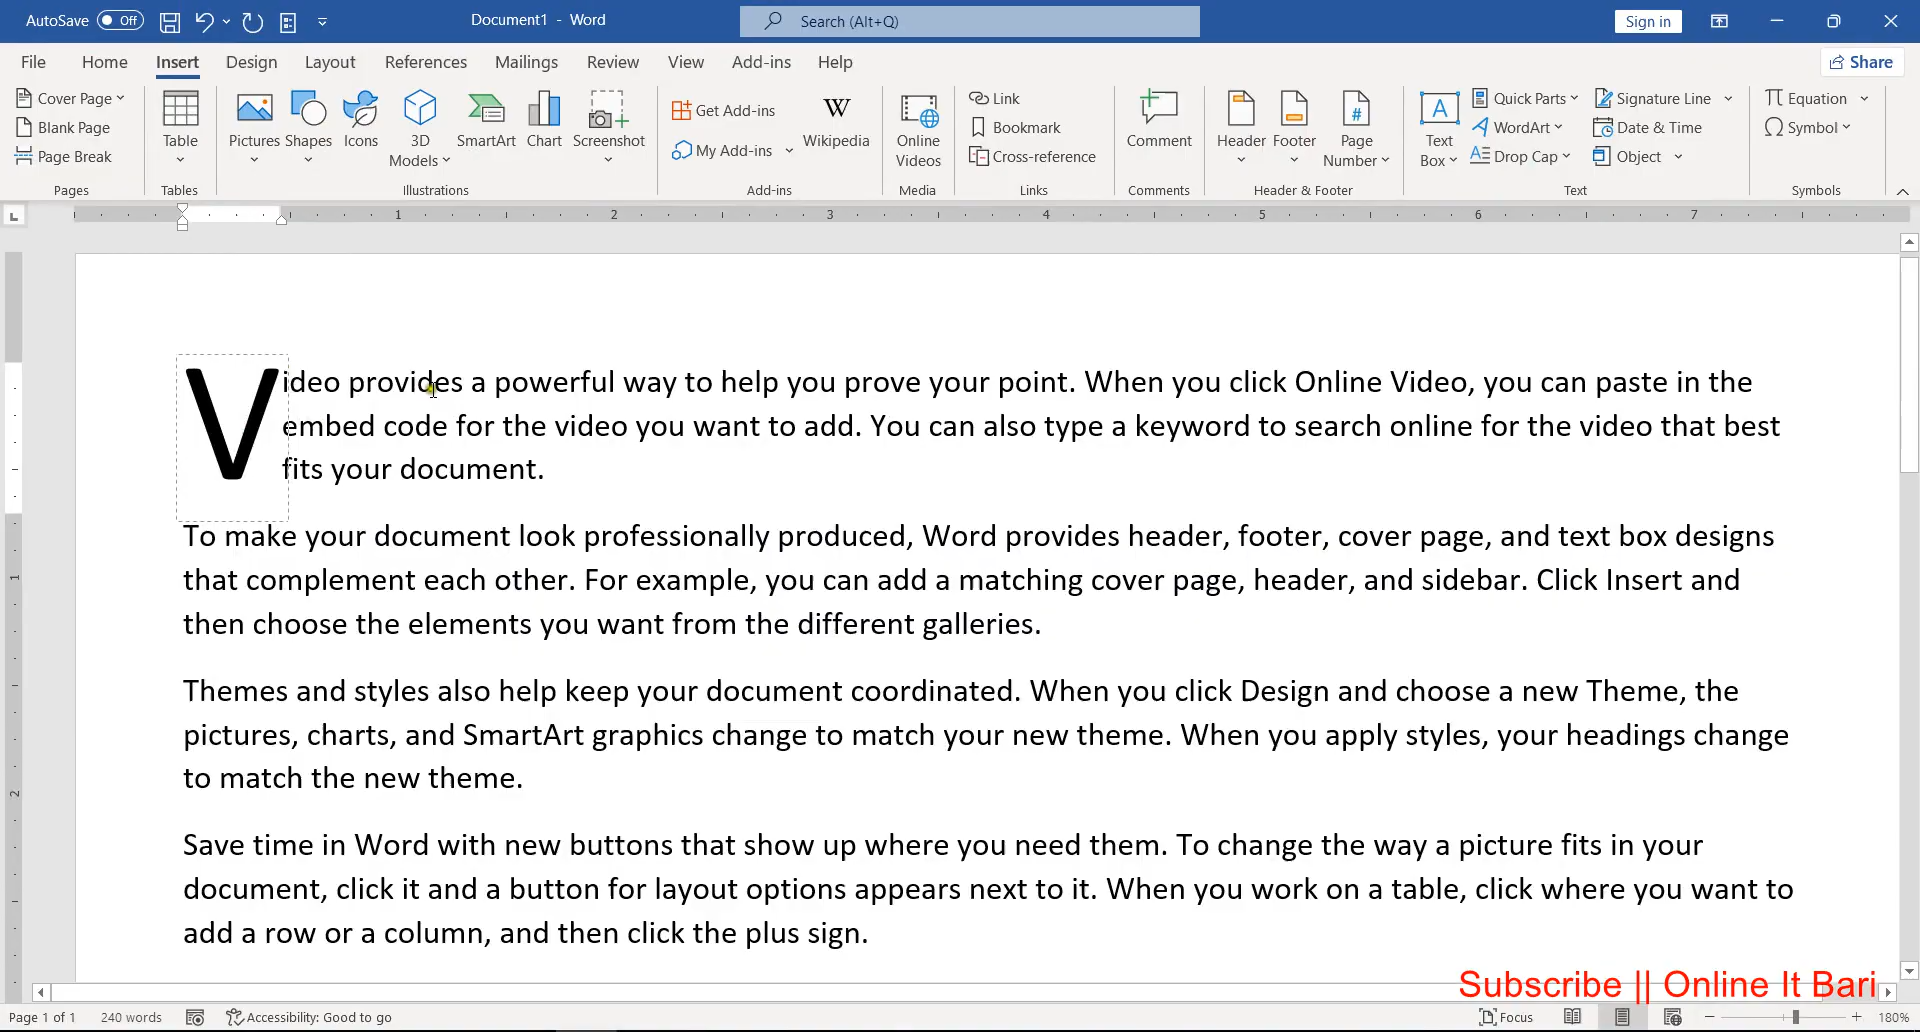 AutoSave Off Document1 - Word Search (Alt+Q) Sign in
File Home Insert Design Layout References Mailings Review View Add-ins Help Share
Cover Page
Blank Page
Page Break
Pages
Table
Tables
Pictures Shapes Icons 3D Models SmartArt Chart Screenshot
Illustrations
Get Add-ins
My Add-ins
W
Wikipedia
Add-ins
Online Videos
Media
Link
Bookmark
Cross-reference
Links
Comment
Comments
Header Footer Page Number
Header & Footer
Text Box
Quick Parts
WordArt
Drop Cap
Signature Line
Date & Time
Object
Text
Equation
Symbol
Symbols
L 1 2 3 4 5 6 7
Video provides a powerful way to help you prove your point. When you click Online Video, you can paste in the
embed code for the video you want to add. You can also type a keyword to search online for the video that best
fits your document.
To make your document look professionally produced, Word provides header, footer, cover page, and text box designs
that complement each other. For example, you can add a matching cover page, header, and sidebar. Click Insert and
then choose the elements you want from the different galleries.
Themes and styles also help keep your document coordinated. When you click Design and choose a new Theme, the
pictures, charts, and SmartArt graphics change to match your new theme. When you apply styles, your headings change
to match the new theme.
Save time in Word with new buttons that show up where you need them. To change the way a picture fits in your
document, click it and a button for layout options appears next to it. When you work on a table, click where you want to
add a row or a column, and then click the plus sign.
1
2
Subscribe || Online It Bari
Page 1 of 1 240 words Accessibility: Good to go Focus 180%